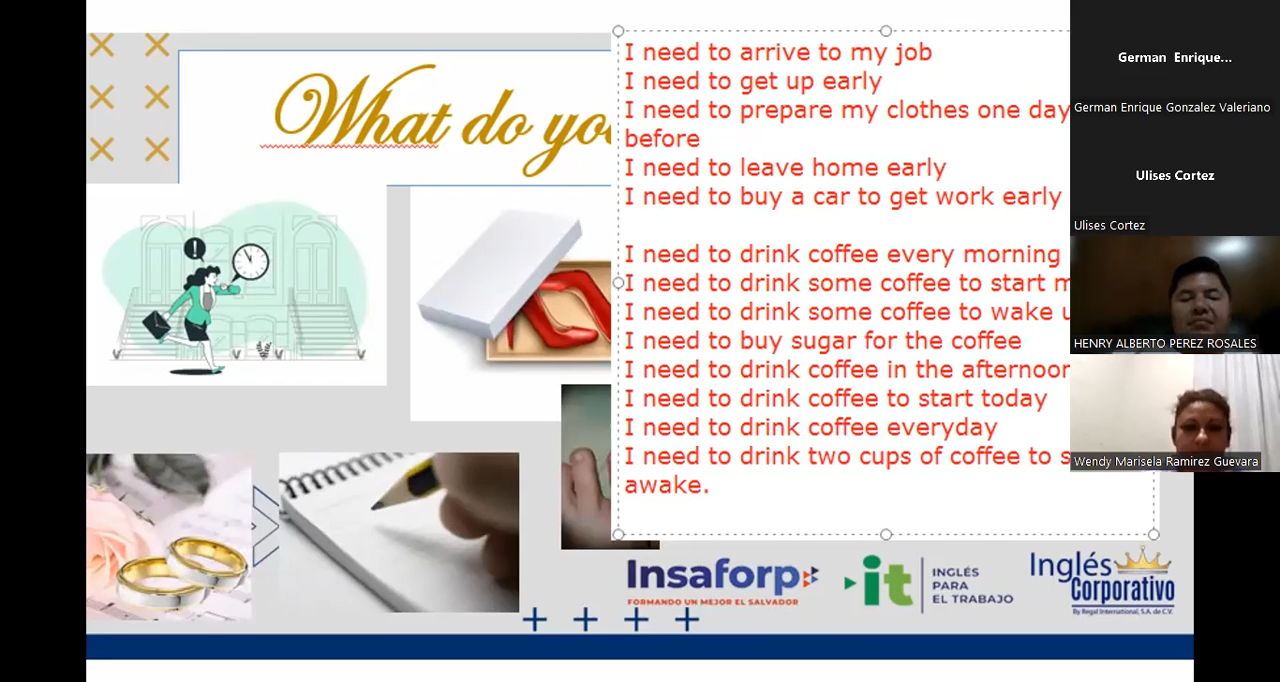 What do you
I need to arrive to my job
I need to get up early
I need to prepare my clothes one day
before
I need to leave home early
I need to buy a car to get work early
I need to drink coffee every morning
I need to drink some coffee to start
I need to drink some coffee to wake
I need to buy sugar for the coffee
I need to drink coffee in the afternoon
I need to drink coffee to start today
I need to drink coffee everyday
I need to drink two cups of coffee to
awake.
German Enrique...
German Enrique Gonzalez Valeriano
Ulises Cortez
Ulises Cortez
HENRY ALBERTO PEREZ ROSALES
Wendy Marisela Ramirez Guevara
Insaforp
FORMANDO UN MEJOR EL SALVADOR
it
INGLÉS
PARA
EL TRABAJO
Inglés
Corporativo
By Regal International, S.A. de C.V.